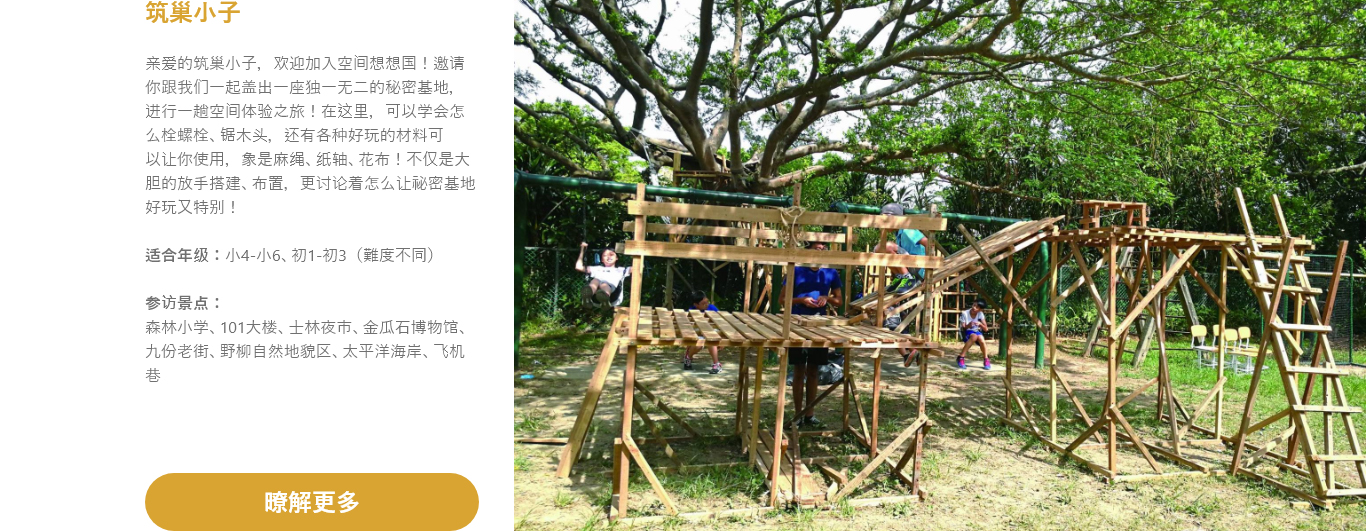 筑巢小子
亲爱的筑巢小子，欢迎加入空间想想国！邀请
你跟我们一起盖出一座独一无二的秘密基地，
进行一趟空间体验之旅！在这里，可以学会怎
么栓螺栓、锯木头，还有各种好玩的材料可
以让你使用，象是麻绳、纸轴、花布！不仅是大
胆的放手搭建、布置，更讨论着怎么让祕密基地
好玩又特别！
适合年级：小4-小6、初1-初3（難度不同）
参访景点：
森林小学、101大楼、士林夜市、金瓜石博物馆、
九份老街、野柳自然地貌区、太平洋海岸、飞机
巷
暸解更多